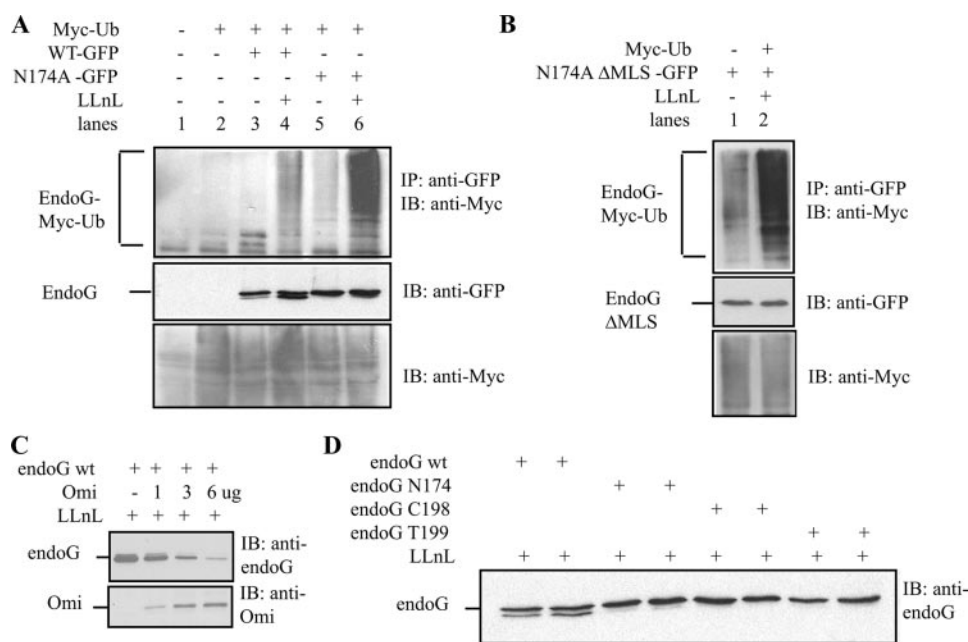 A
Myc-Ub - + + + + +
WT-GFP - - + + - -
N174A -GFP - - - - + +
LLnL - - - + - +
lanes 1 2 3 4 5 6
EndoG-
Myc-Ub
IP: anti-GFP
IB: anti-Myc
EndoG
IB: anti-GFP
IB: anti-Myc
B
Myc-Ub - +
N174A ΔMLS -GFP + +
LLnL - +
lanes 1 2
EndoG-
Myc-Ub
IP: anti-GFP
IB: anti-Myc
EndoG
ΔMLS
IB: anti-GFP
IB: anti-Myc
C
endoG wt + + + +
Omi - 1 3 6 ug
LLnL + + + +
endoG
IB: anti-
endoG
Omi
IB: anti-
Omi
D
endoG wt + +
endoG N174 + +
endoG C198 + +
endoG T199 + +
LLnL + + + + + + + +
endoG
IB: anti-
endoG